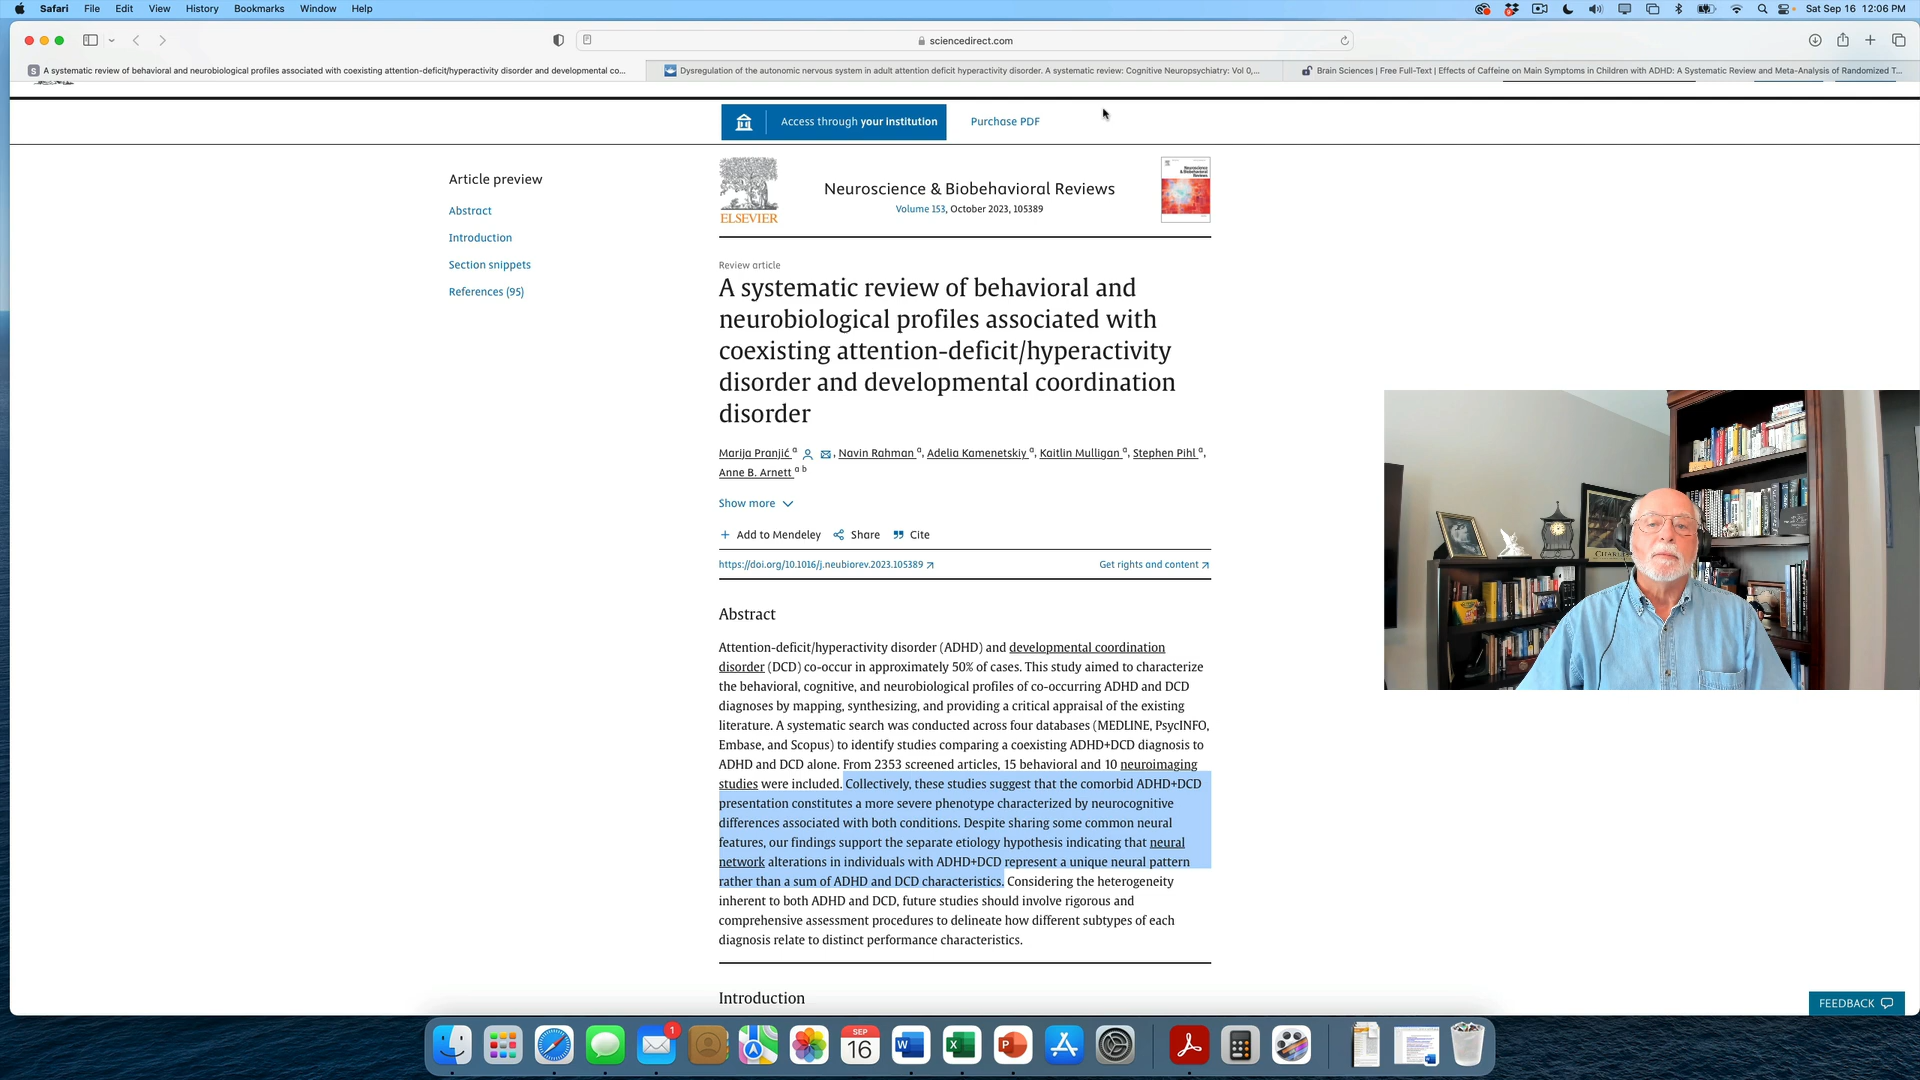 Safari File Edit View History Bookmarks Window Help Sat Sep 16 12:06 PM
sciencedirect.com
A systematic review of behavioral and neurobiological profiles associated with coexisting attention-deficit/hyperactivity disorder and developmental co...
Dysregulation of the autonomic nervous system in adult attention deficit hyperactivity disorder. A systematic review: Cognitive Neuropsychiatry: Vol 0,...
Brain Sciences | Free Full-Text | Effects of Caffeine on Main Symptoms in Children with ADHD: A Systematic Review and Meta-Analysis of Randomized T...
Access through your institution Purchase PDF
Article preview
Abstract
Introduction
Section snippets
References (95)
ELSEVIER
Neuroscience & Biobehavioral Reviews
Volume 153, October 2023, 105389
Review article
A systematic review of behavioral and
neurobiological profiles associated with
coexisting attention-deficit/hyperactivity
disorder and developmental coordination
disorder
Marija Pranjić a, Navin Rahman a, Adelia Kamenetskiy a, Kaitlin Mulligan a, Stephen Pihl a,
Anne B. Arnett a b
Show more
+ Add to Mendeley Share Cite
https://doi.org/10.1016/j.neubiorev.2023.105389 Get rights and content
Abstract
Attention-deficit/hyperactivity disorder (ADHD) and developmental coordination
disorder (DCD) co-occur in approximately 50% of cases. This study aimed to characterize
the behavioral, cognitive, and neurobiological profiles of co-occurring ADHD and DCD
diagnoses by mapping, synthesizing, and providing a critical appraisal of the existing
literature. A systematic search was conducted across four databases (MEDLINE, PsycINFO,
Embase, and Scopus) to identify studies comparing a coexisting ADHD+DCD diagnosis to
ADHD and DCD alone. From 2353 screened articles, 15 behavioral and 10 neuroimaging
studies were included. Collectively, these studies suggest that the comorbid ADHD+DCD
presentation constitutes a more severe phenotype characterized by neurocognitive
differences associated with both conditions. Despite sharing some common neural
features, our findings support the separate etiology hypothesis indicating that neural
network alterations in individuals with ADHD+DCD represent a unique neural pattern
rather than a sum of ADHD and DCD characteristics. Considering the heterogeneity
inherent to both ADHD and DCD, future studies should involve rigorous and
comprehensive assessment procedures to delineate how different subtypes of each
diagnosis relate to distinct performance characteristics.
Introduction
FEEDBACK
1
SEP
16
W
X
P